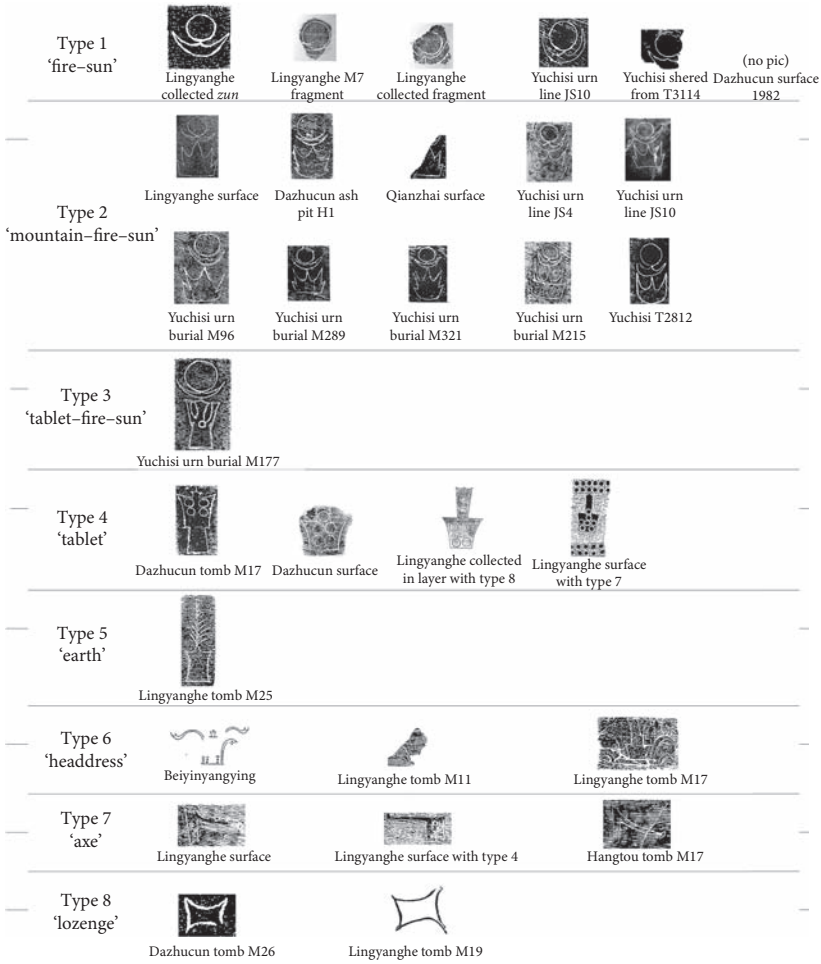 Type 1
‘fire–sun’
Lingyanghe
collected zun
Lingyanghe M7
fragment
Lingyanghe
collected fragment
Yuchisi urn
line JS10
Yuchisi shered
from T3114
(no pic)
Dazhucun surface
1982
Type 2
‘mountain–fire–sun’
Lingyanghe surface
Dazhucun ash
pit H1
Qianzhai surface
Yuchisi urn
line JS4
Yuchisi urn
line JS10
Yuchisi urn
burial M96
Yuchisi urn
burial M289
Yuchisi urn
burial M321
Yuchisi urn
burial M215
Yuchisi T2812
Type 3
‘tablet–fire–sun’
Yuchisi urn burial M177
Type 4
‘tablet’
Dazhucun tomb M17
Dazhucun surface
Lingyanghe collected
in layer with type 8
Lingyanghe surface
with type 7
Type 5
‘earth’
Lingyanghe tomb M25
Type 6
‘headdress’
Beiyinyangying
Lingyanghe tomb M11
Lingyanghe tomb M17
Type 7
‘axe’
Lingyanghe surface
Lingyanghe surface with type 4
Hangtou tomb M17
Type 8
‘lozenge’
Dazhucun tomb M26
Lingyanghe tomb M19